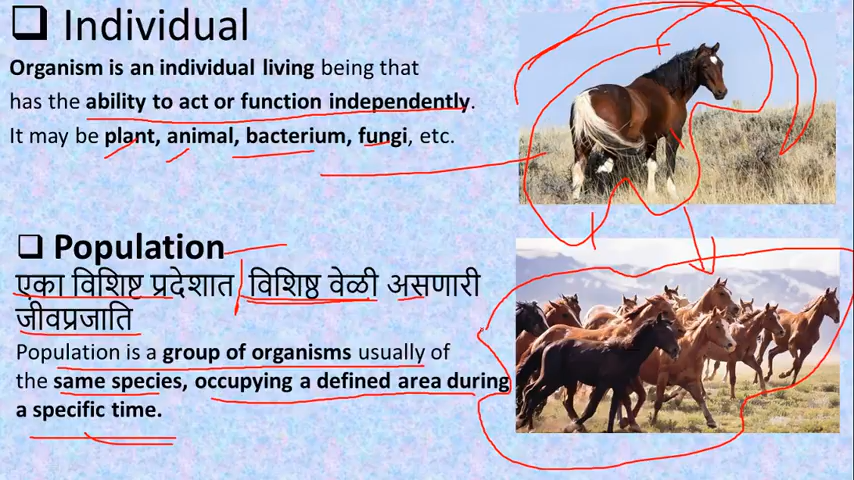 Individual
Organism is an individual living being that
has the ability to act or function independently.
It may be plant, animal, bacterium, fungi, etc.
Population
एका विशिष्ट प्रदेशात विशिष्ठ वेळी असणारी
जीवप्रजाति
Population is a group of organisms usually of
the same species, occupying a defined area during
a specific time.